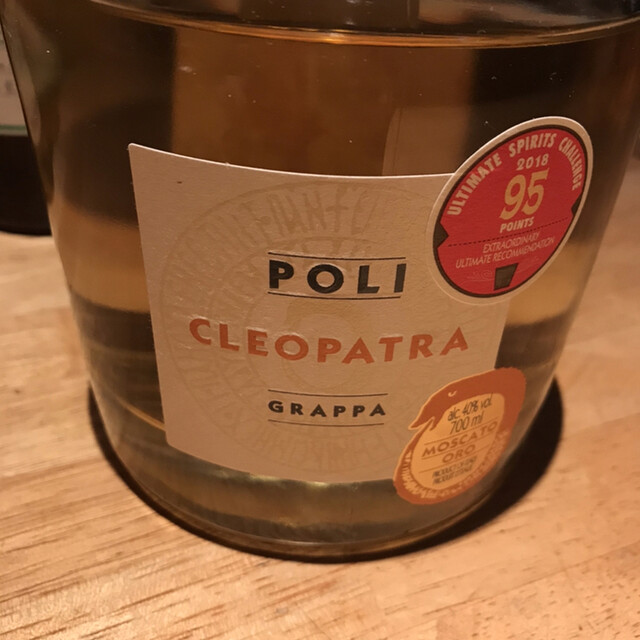 ULTIMATE SPIRITS CHALLENGE
2018
95
POINTS
EXTRAORDINARY
ULTIMATE RECOMMENDATION
POLI
CLEOPATRA
GRAPPA
alc. 40% vol
700 ml
MOSCATO
ORO